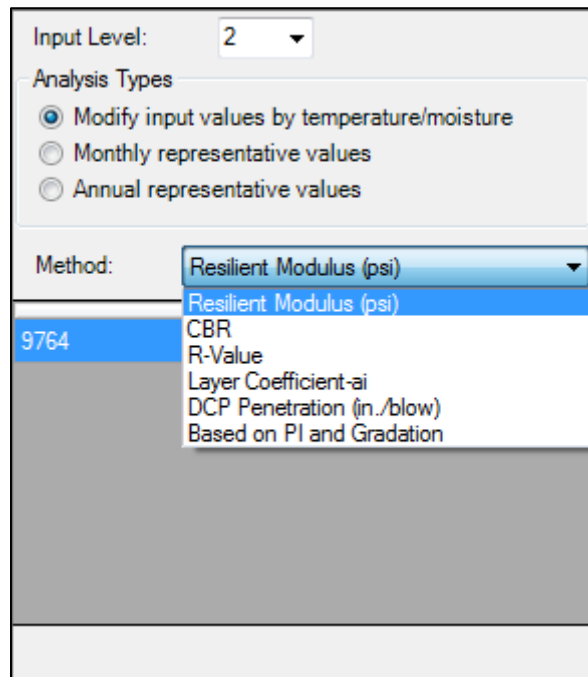 Input Level: 2
Analysis Types
Modify input values by temperature/moisture
Monthly representative values
Annual representative values
Method: Resilient Modulus (psi)
Resilient Modulus (psi)
9764
CBR
R-Value
Layer Coefficient-ai
DCP Penetration (in./blow)
Based on PI and Gradation